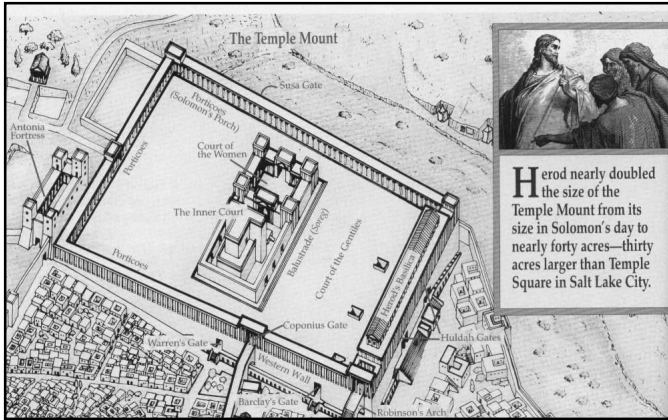 The Temple Mount
Susa Gate
Porticoes
(Solomon's Porch)
Antonia
Fortress
Porticoes
Court of
the Women
The Inner Court
Balustrade (Soreg)
Court of the Gentiles
Herod's Basilica
Porticoes
Coponius Gate
Warren's Gate
Western Wall
Huldah Gates
Barclay's Gate
Robinson's Arch
Herod nearly doubled
the size of the
Temple Mount from its
size in Solomon's day to
nearly forty acres—thirty
acres larger than Temple
Square in Salt Lake City.